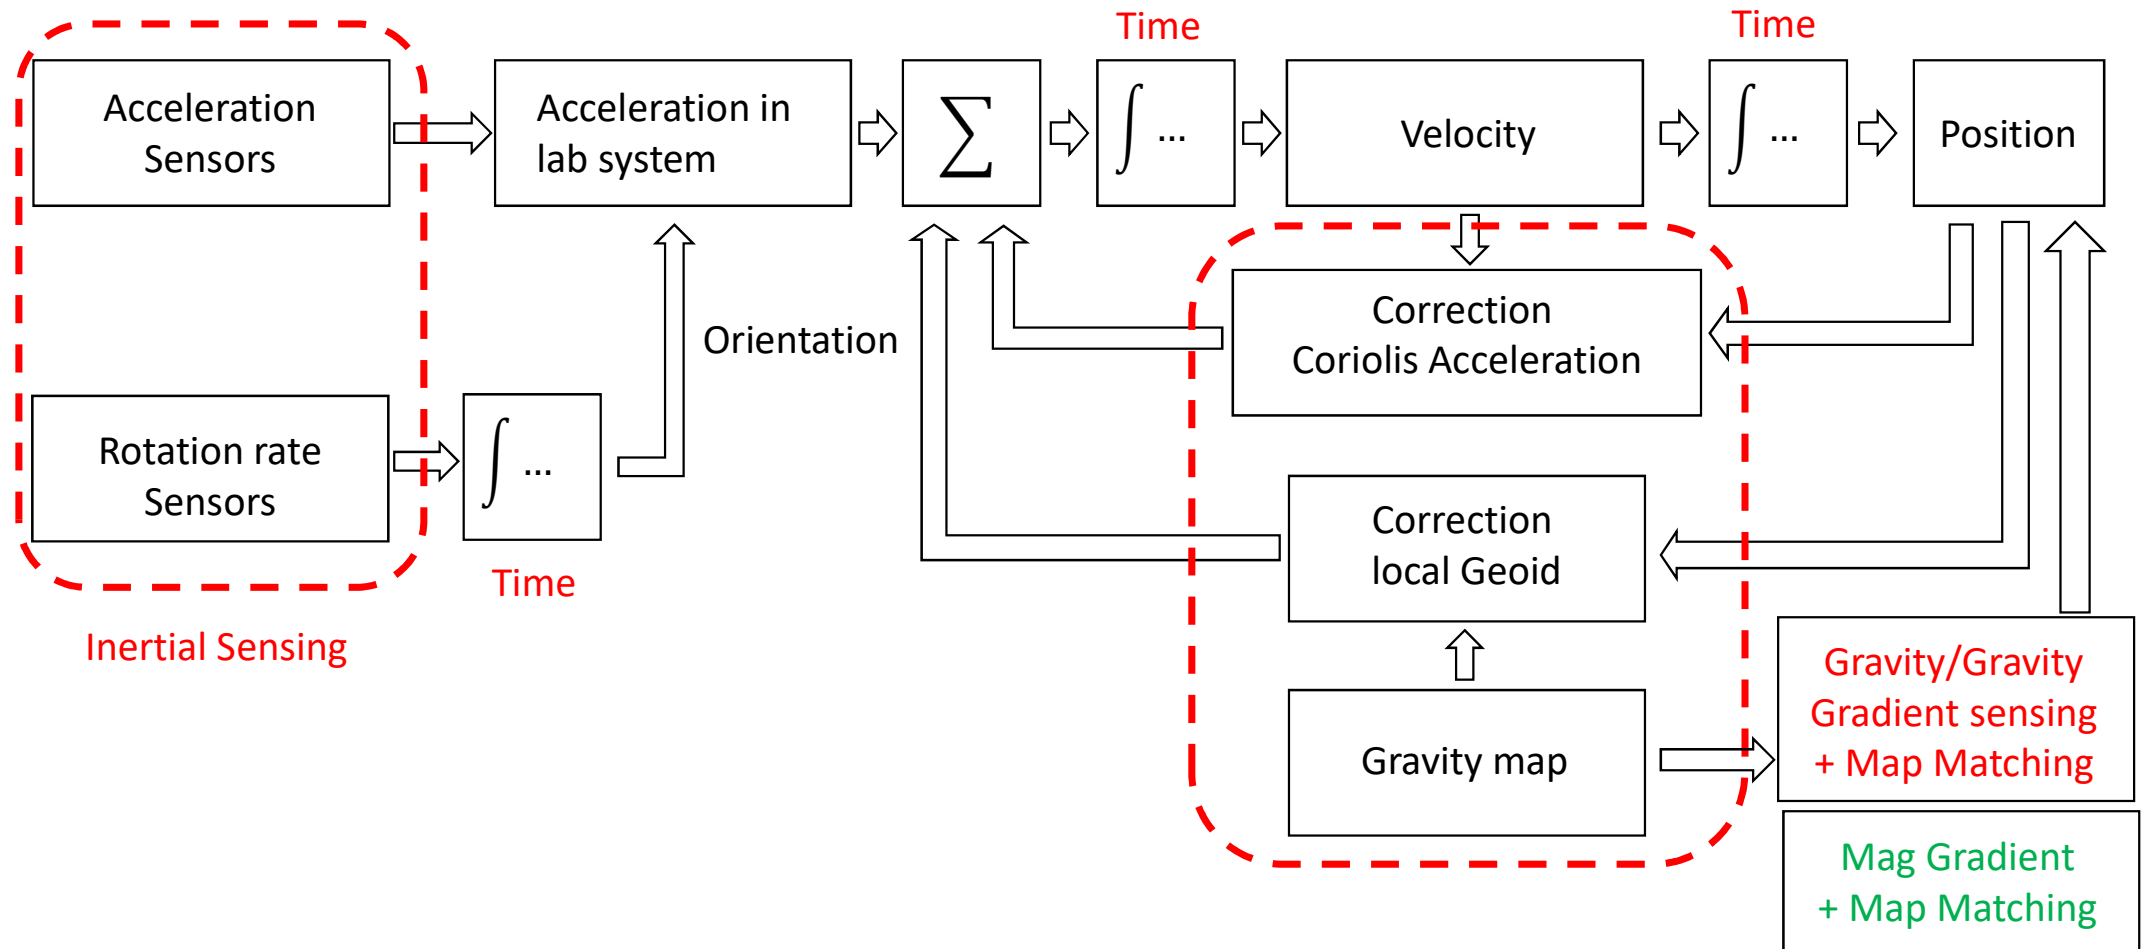 Time
Time
Acceleration
Sensors
Acceleration in
lab system
∑
∫ ...
Velocity
∫ ...
Position
Orientation
Correction
Coriolis Acceleration
Rotation rate
Sensors
∫ ...
Time
Correction
local Geoid
Inertial Sensing
Gravity map
Gravity/Gravity
Gradient sensing
+ Map Matching
Mag Gradient
+ Map Matching